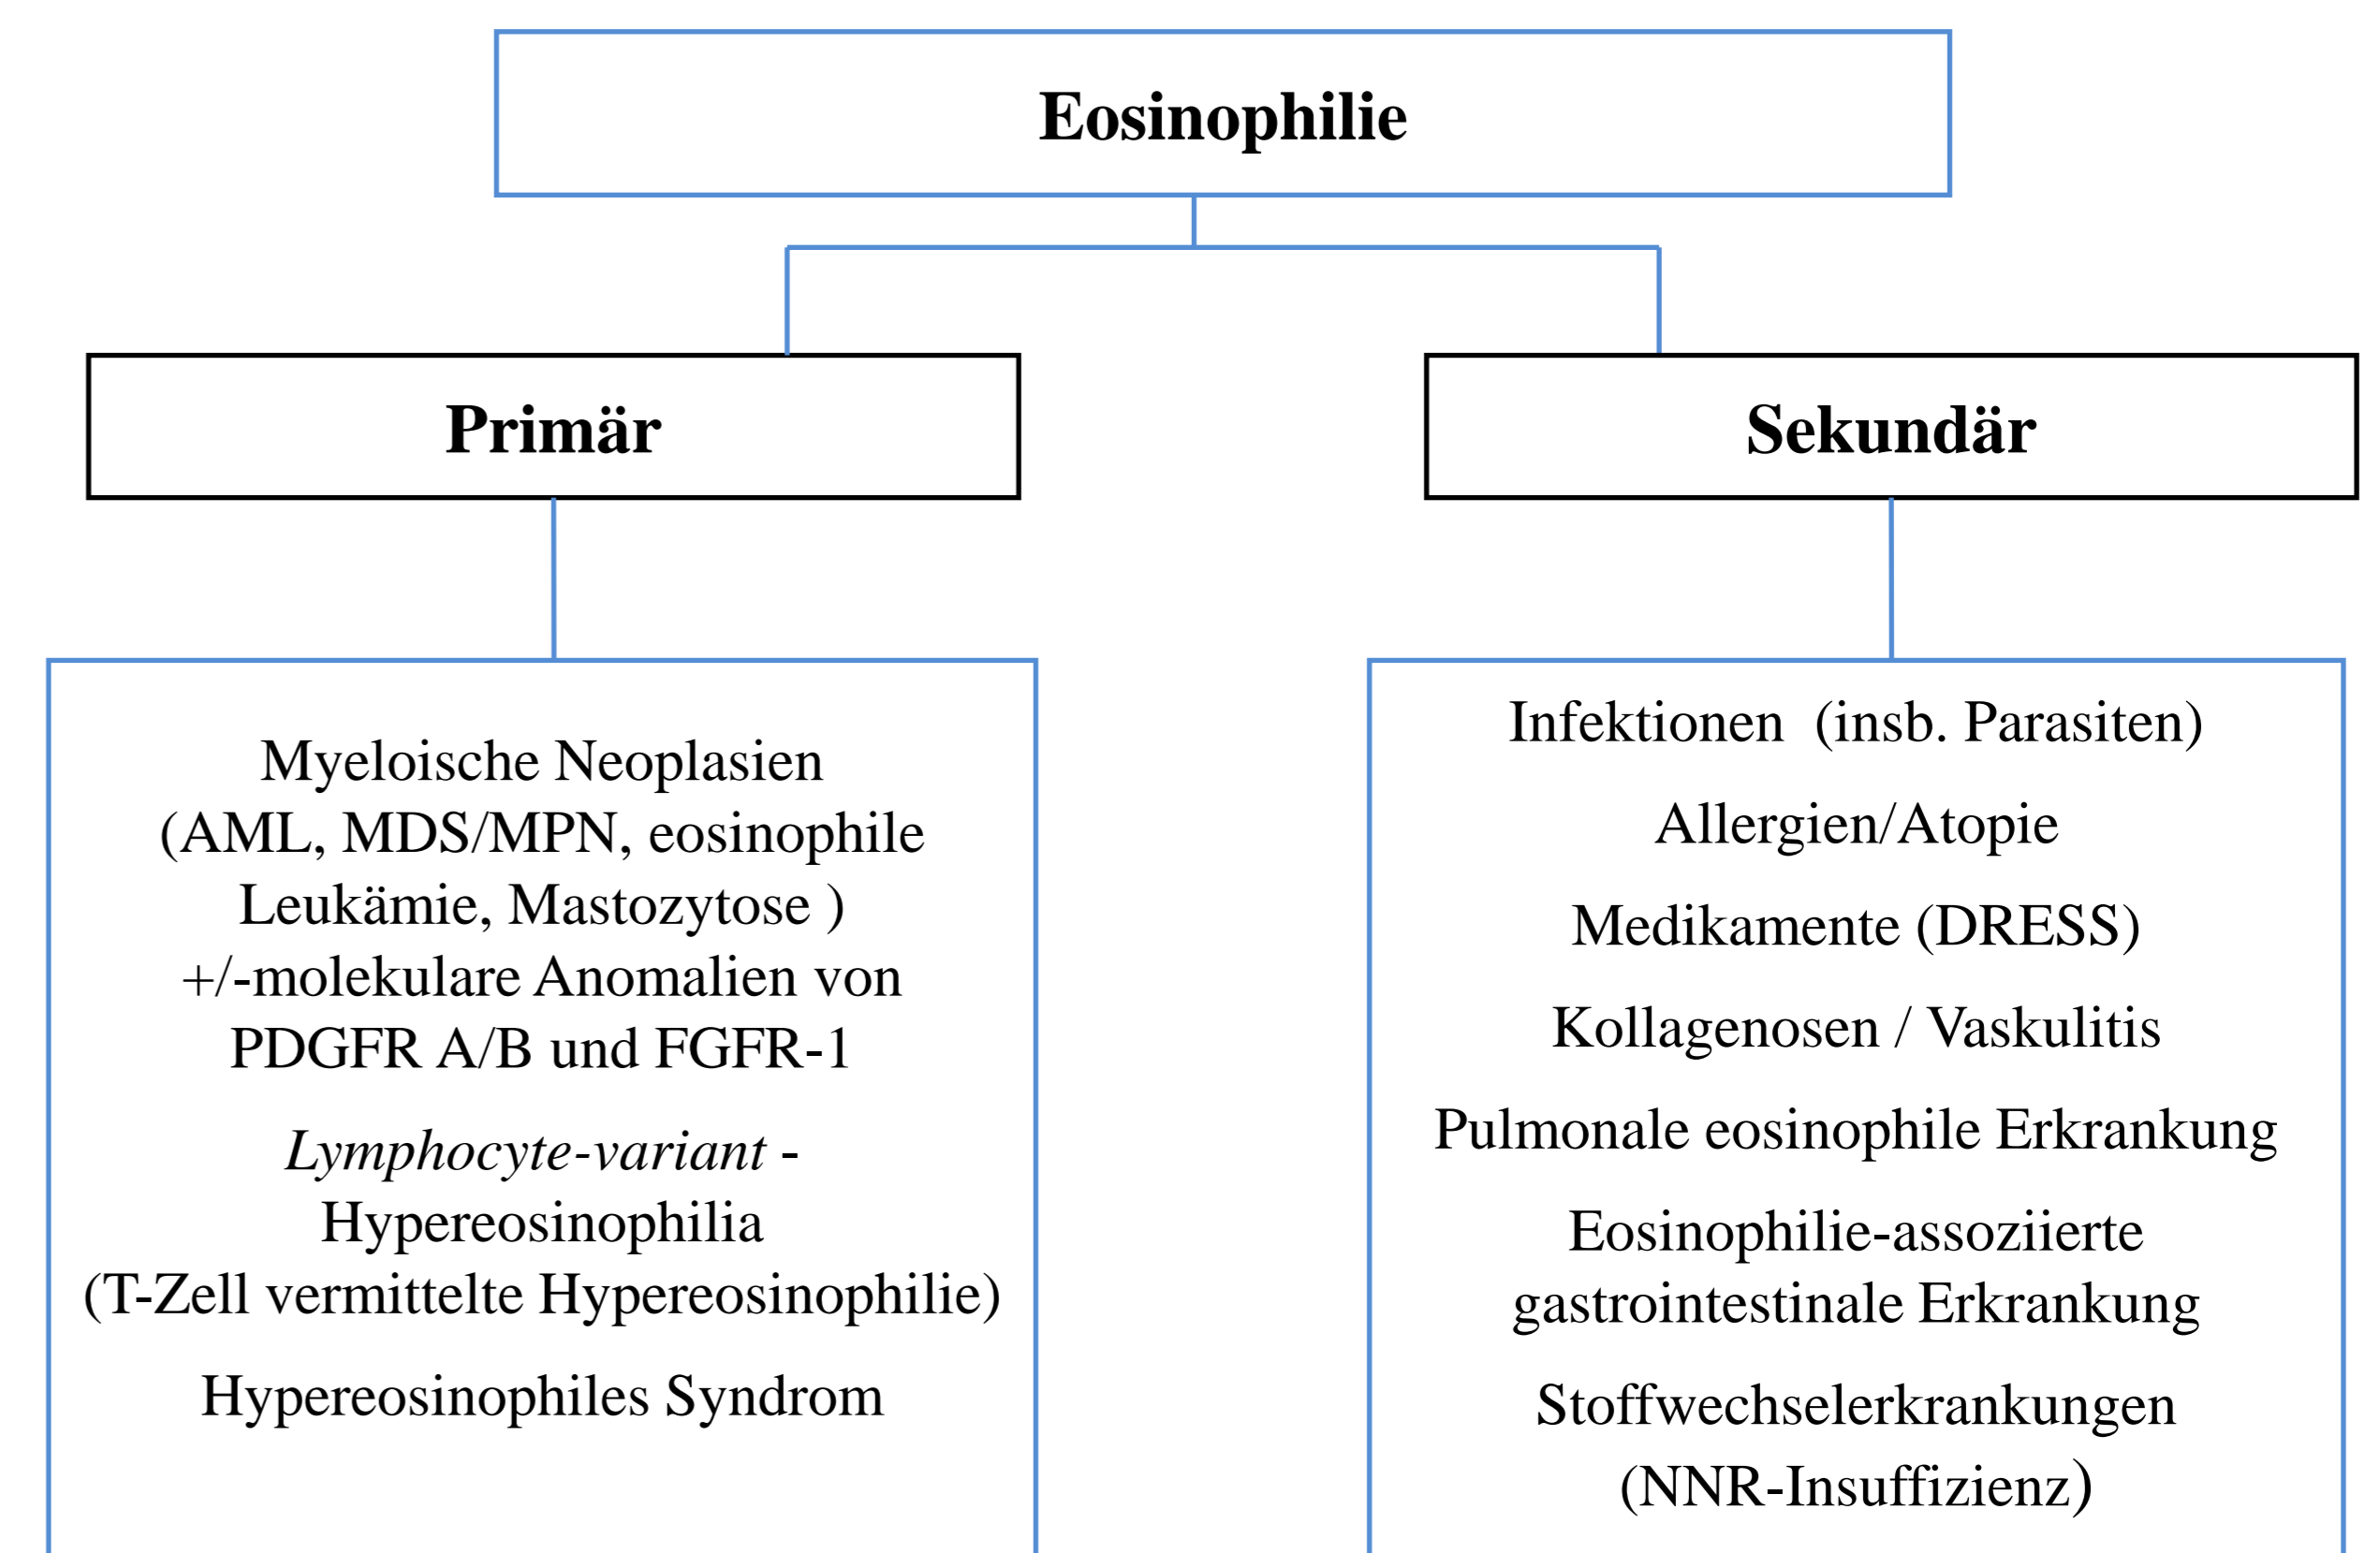 Eosinophilie
Primär
Sekundär
Myeloische Neoplasien
(AML, MDS/MPN, eosinophile
Leukämie, Mastozytose )
+/-molekulare Anomalien von
PDGFR A/B und FGFR-1
Lymphocyte-variant -
Hypereosinophilia
(T-Zell vermittelte Hypereosinophilie)
Hypereosinophiles Syndrom
Infektionen  (insb. Parasiten)
Allergien/Atopie
Medikamente (DRESS)
Kollagenosen / Vaskulitis
Pulmonale eosinophile Erkrankung
Eosinophilie-assoziierte
gastrointestinale Erkrankung
Stoffwechselerkrankungen
(NNR-Insuffizienz)